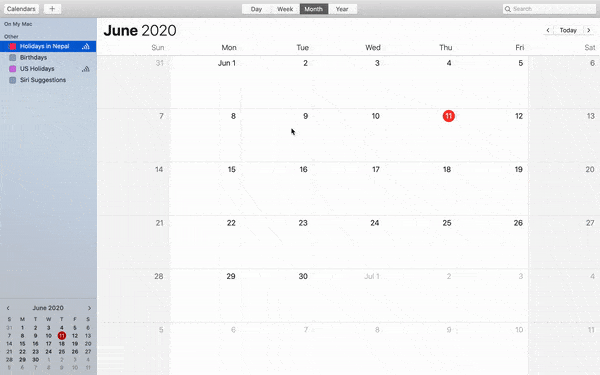 Calendars + Day Week Month Year Search
On My Mac
Other
Holidays in Nepal
Birthdays
US Holidays
Siri Suggestions
June 2020
< Today >
Sun Mon Tue Wed Thu Fri Sat
31 Jun 1 2 3 4 5 6
7 8 9 10 11 12 13
14 15 16 17 18 19 20
21 22 23 24 25 26 27
28 29 30 Jul 1 2 3 4
5 6 7 8 9 10 11
< June 2020 >
S M T W T F S
31 1 2 3 4 5 6
7 8 9 10 11 12 13
14 15 16 17 18 19 20
21 22 23 24 25 26 27
28 29 30 1 2 3 4
5 6 7 8 9 10 11